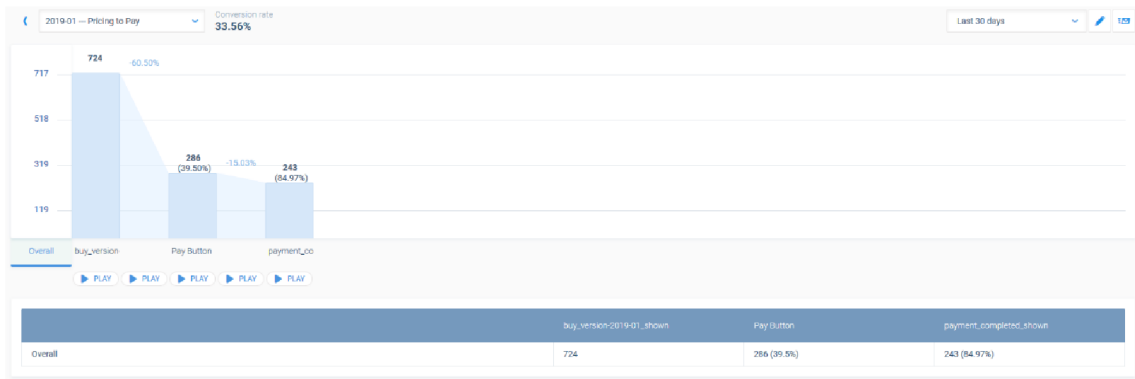 Conversion rate
2019-01 — Pricing to Pay
33.56%
Last 30 days
724
-60.50%
717
518
319
119
286
(39.50%)
-15.03%
243
(84.97%)
Overall
buy_version-
Pay Button
payment_co
PLAY
PLAY
PLAY
PLAY
PLAY
buy_version-2019-01_shown
Pay Button
payment_completed_shown
Overall
724
286 (39.5%)
243 (84.97%)